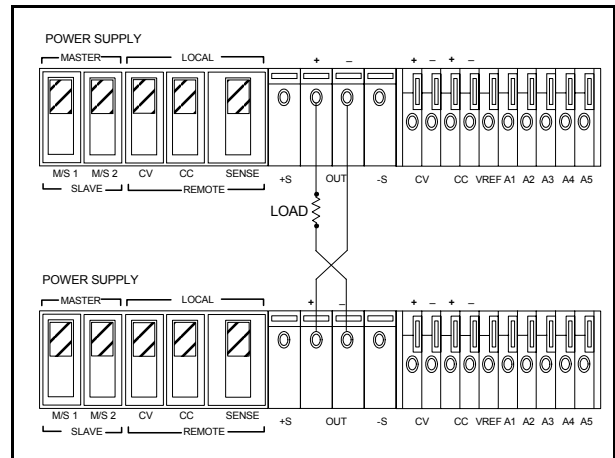 POWER SUPPLY
MASTER LOCAL + – + – + –
M/S 1 M/S 2 CV CC SENSE +S OUT -S CV CC VREF A1 A2 A3 A4 A5
SLAVE REMOTE
LOAD
POWER SUPPLY
MASTER LOCAL + – + – + –
M/S 1 M/S 2 CV CC SENSE +S OUT -S CV CC VREF A1 A2 A3 A4 A5
SLAVE REMOTE